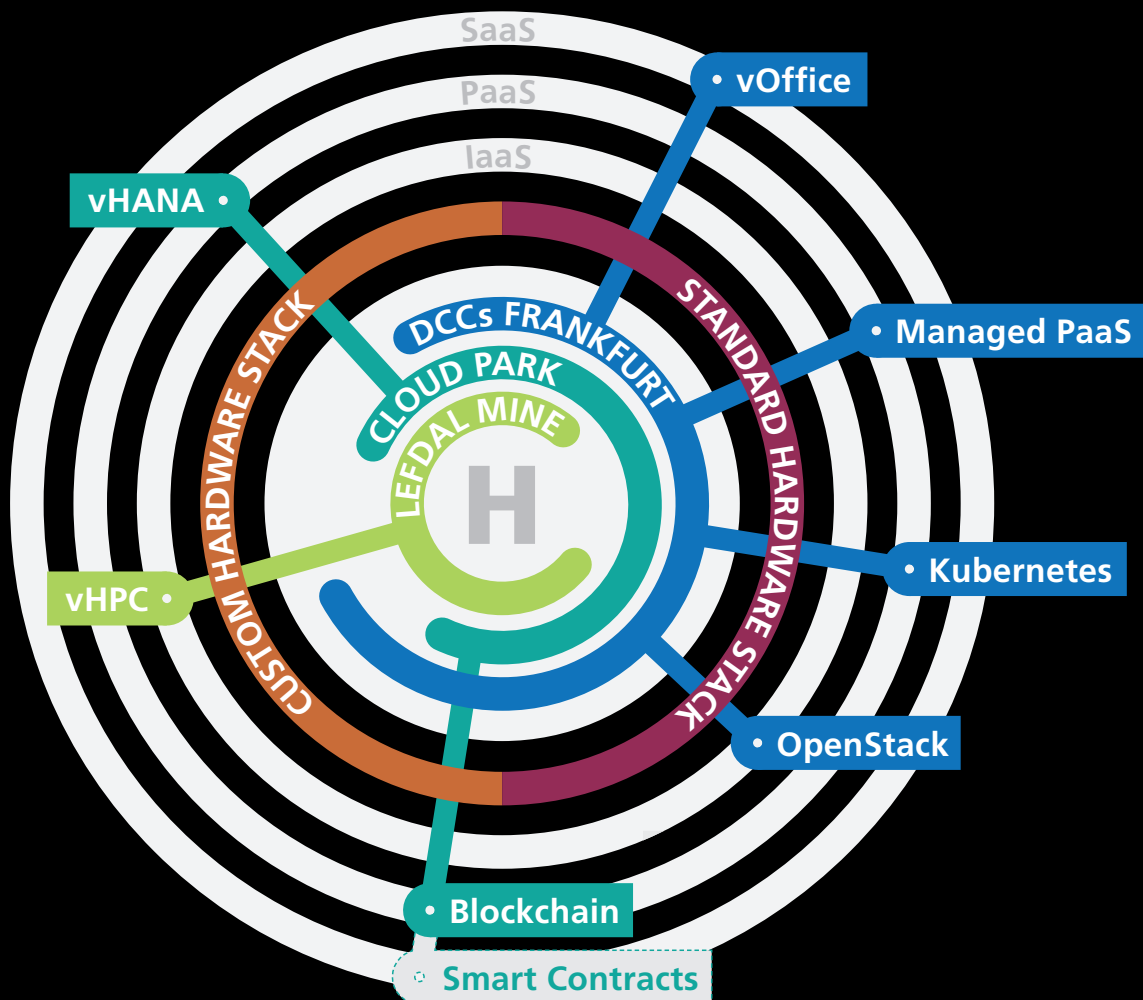 SaaS
PaaS
IaaS
vOffice
vHANA
Managed PaaS
DCCs FRANKFURT
CLOUD PARK
LEFDAL MINE
H
CUSTOM HARDWARE STACK
STANDARD HARDWARE STACK
vHPC
Kubernetes
OpenStack
Blockchain
Smart Contracts